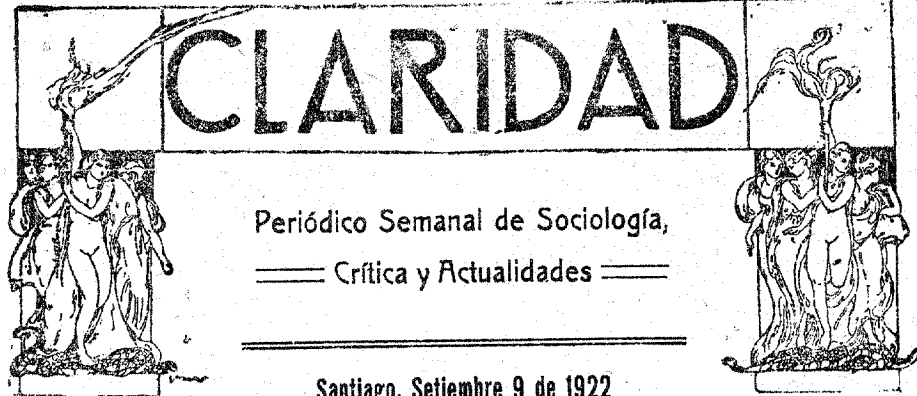 CLARIDAD
Periódico Semanal de Sociología,
Crítica y Actualidades
Santiago, Setiembre 9 de 1922